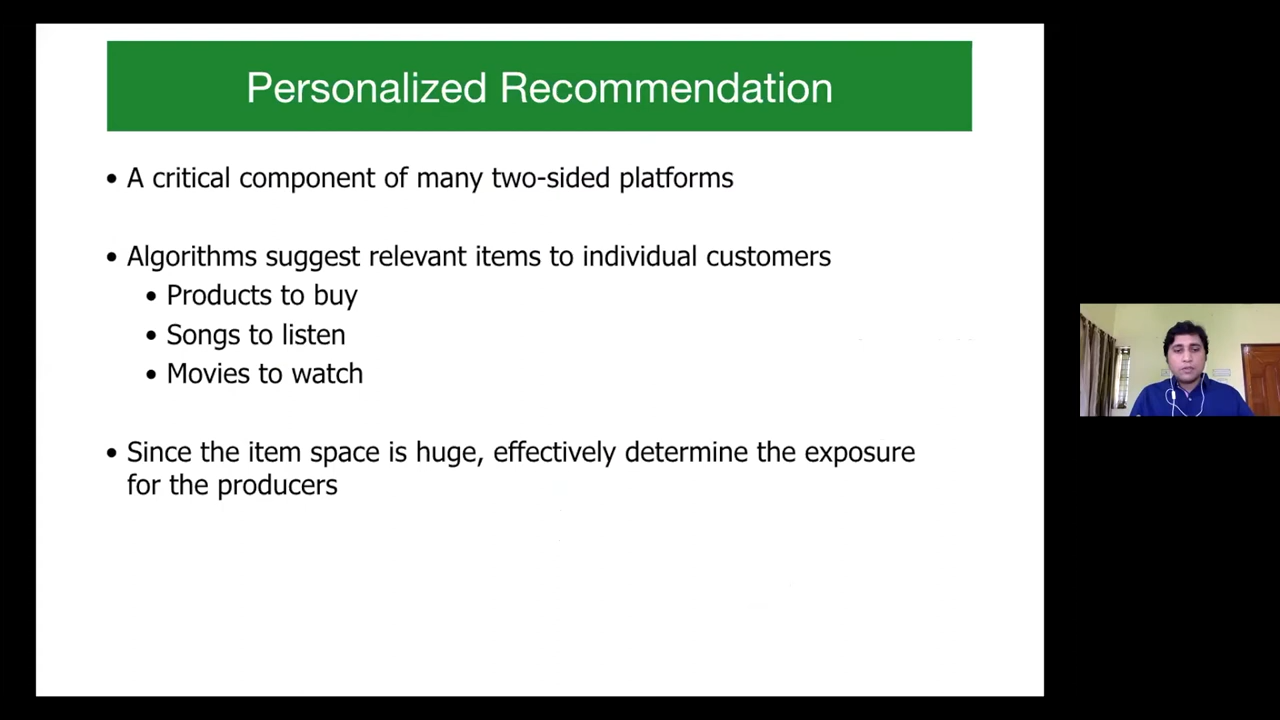 Personalized Recommendation
• A critical component of many two-sided platforms
• Algorithms suggest relevant items to individual customers
• Products to buy
• Songs to listen
• Movies to watch
• Since the item space is huge, effectively determine the exposure
for the producers